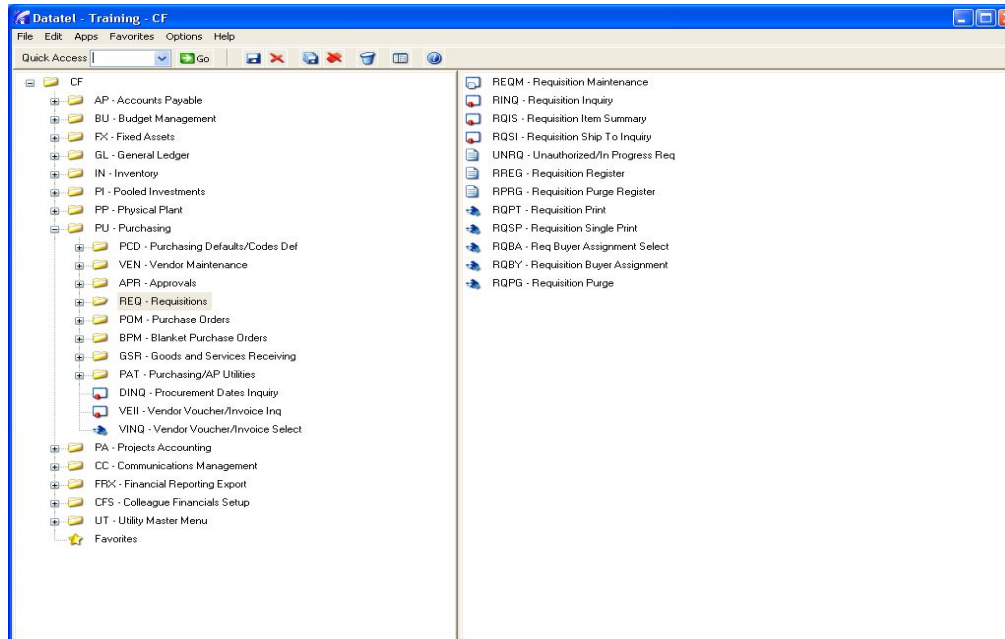 Datatel - Training - CF
File Edit Apps Favorites Options Help
Quick Access Go
CF
AP - Accounts Payable
BU - Budget Management
FX - Fixed Assets
GL - General Ledger
IN - Inventory
PI - Pooled Investments
PP - Physical Plant
PU - Purchasing
PCD - Purchasing Defaults/Codes Def
VEN - Vendor Maintenance
APR - Approvals
REQ - Requisitions
POM - Purchase Orders
BPM - Blanket Purchase Orders
GSR - Goods and Services Receiving
PAT - Purchasing/AP Utilities
DINQ - Procurement Dates Inquiry
VEII - Vendor Voucher/Invoice Inq
VINQ - Vendor Voucher/Invoice Select
PA - Projects Accounting
CC - Communications Management
FRX - Financial Reporting Export
CFS - Colleague Financials Setup
UT - Utility Master Menu
Favorites
REQM - Requisition Maintenance
RINQ - Requisition Inquiry
RQIS - Requisition Item Summary
RQSI - Requisition Ship To Inquiry
UNRQ - Unauthorized/In Progress Req
RREG - Requisition Register
RPRG - Requisition Purge Register
RQPT - Requisition Print
RQSP - Requisition Single Print
RQBA - Req Buyer Assignment Select
RQBY - Requisition Buyer Assignment
RQPG - Requisition Purge